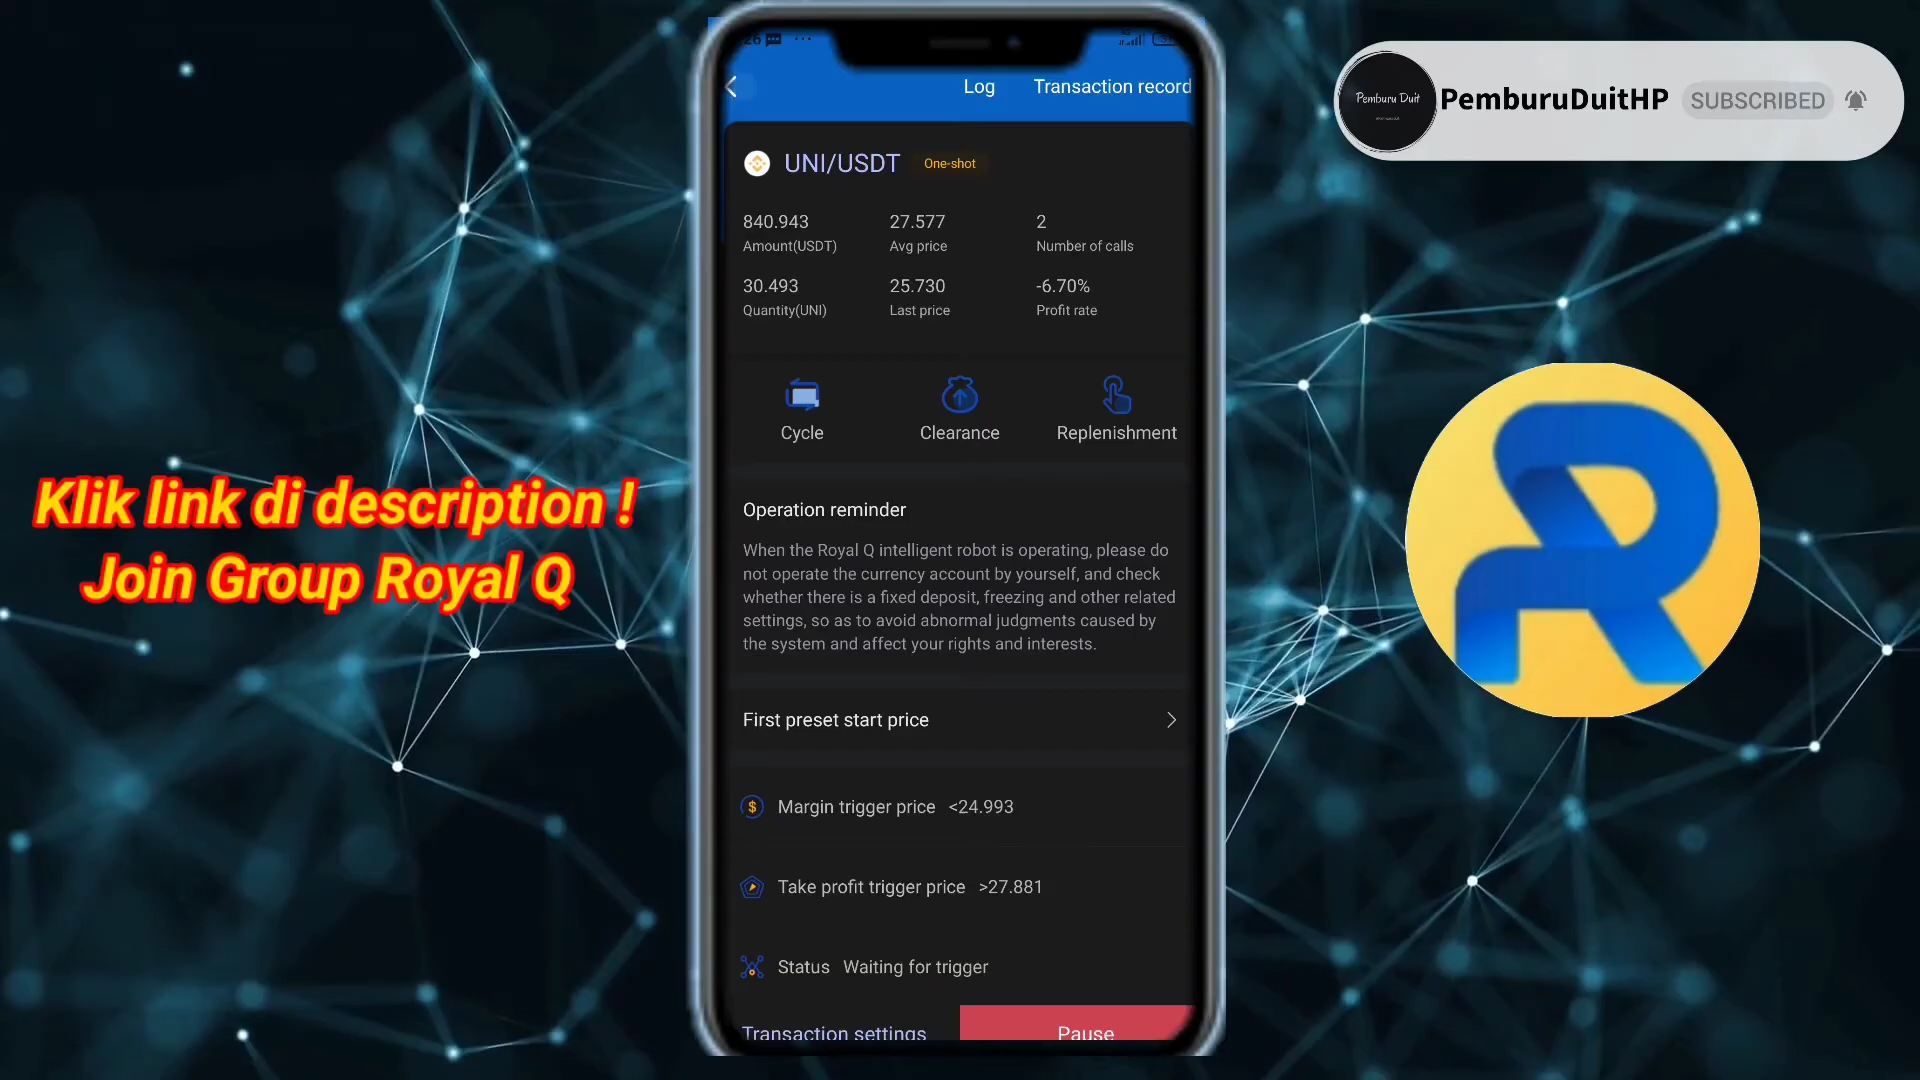 Log Transaction record
UNI/USDT One-shot
840.943 27.577 2
Amount(USDT) Avg price Number of calls
30.493 25.730 -6.70%
Quantity(UNI) Last price Profit rate
Cycle Clearance Replenishment
Operation reminder
When the Royal Q intelligent robot is operating, please do
not operate the currency account by yourself, and check
whether there is a fixed deposit, freezing and other related
settings, so as to avoid abnormal judgments caused by
the system and affect your rights and interests.
First preset start price
Margin trigger price <24.993
Take profit trigger price >27.881
Status Waiting for trigger
Transaction settings Pause
Klik link di description !
Join Group Royal Q
Pemburu Duit
PemburuDuitHP SUBSCRIBED
R